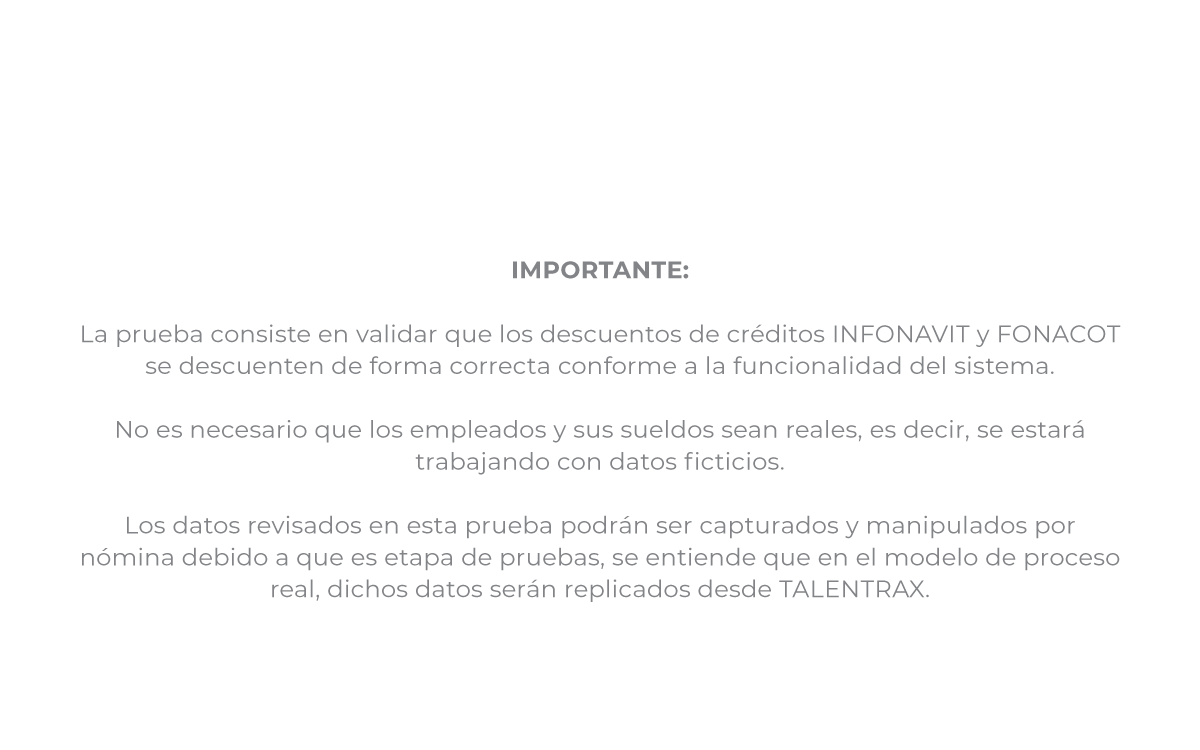 IMPORTANTE:
La prueba consiste en validar que los descuentos de créditos INFONAVIT y FONACOT
se descuenten de forma correcta conforme a la funcionalidad del sistema.
No es necesario que los empleados y sus sueldos sean reales, es decir, se estará
trabajando con datos ficticios.
Los datos revisados en esta prueba podrán ser capturados y manipulados por
nómina debido a que es etapa de pruebas, se entiende que en el modelo de proceso
real, dichos datos serán replicados desde TALENTRAX.